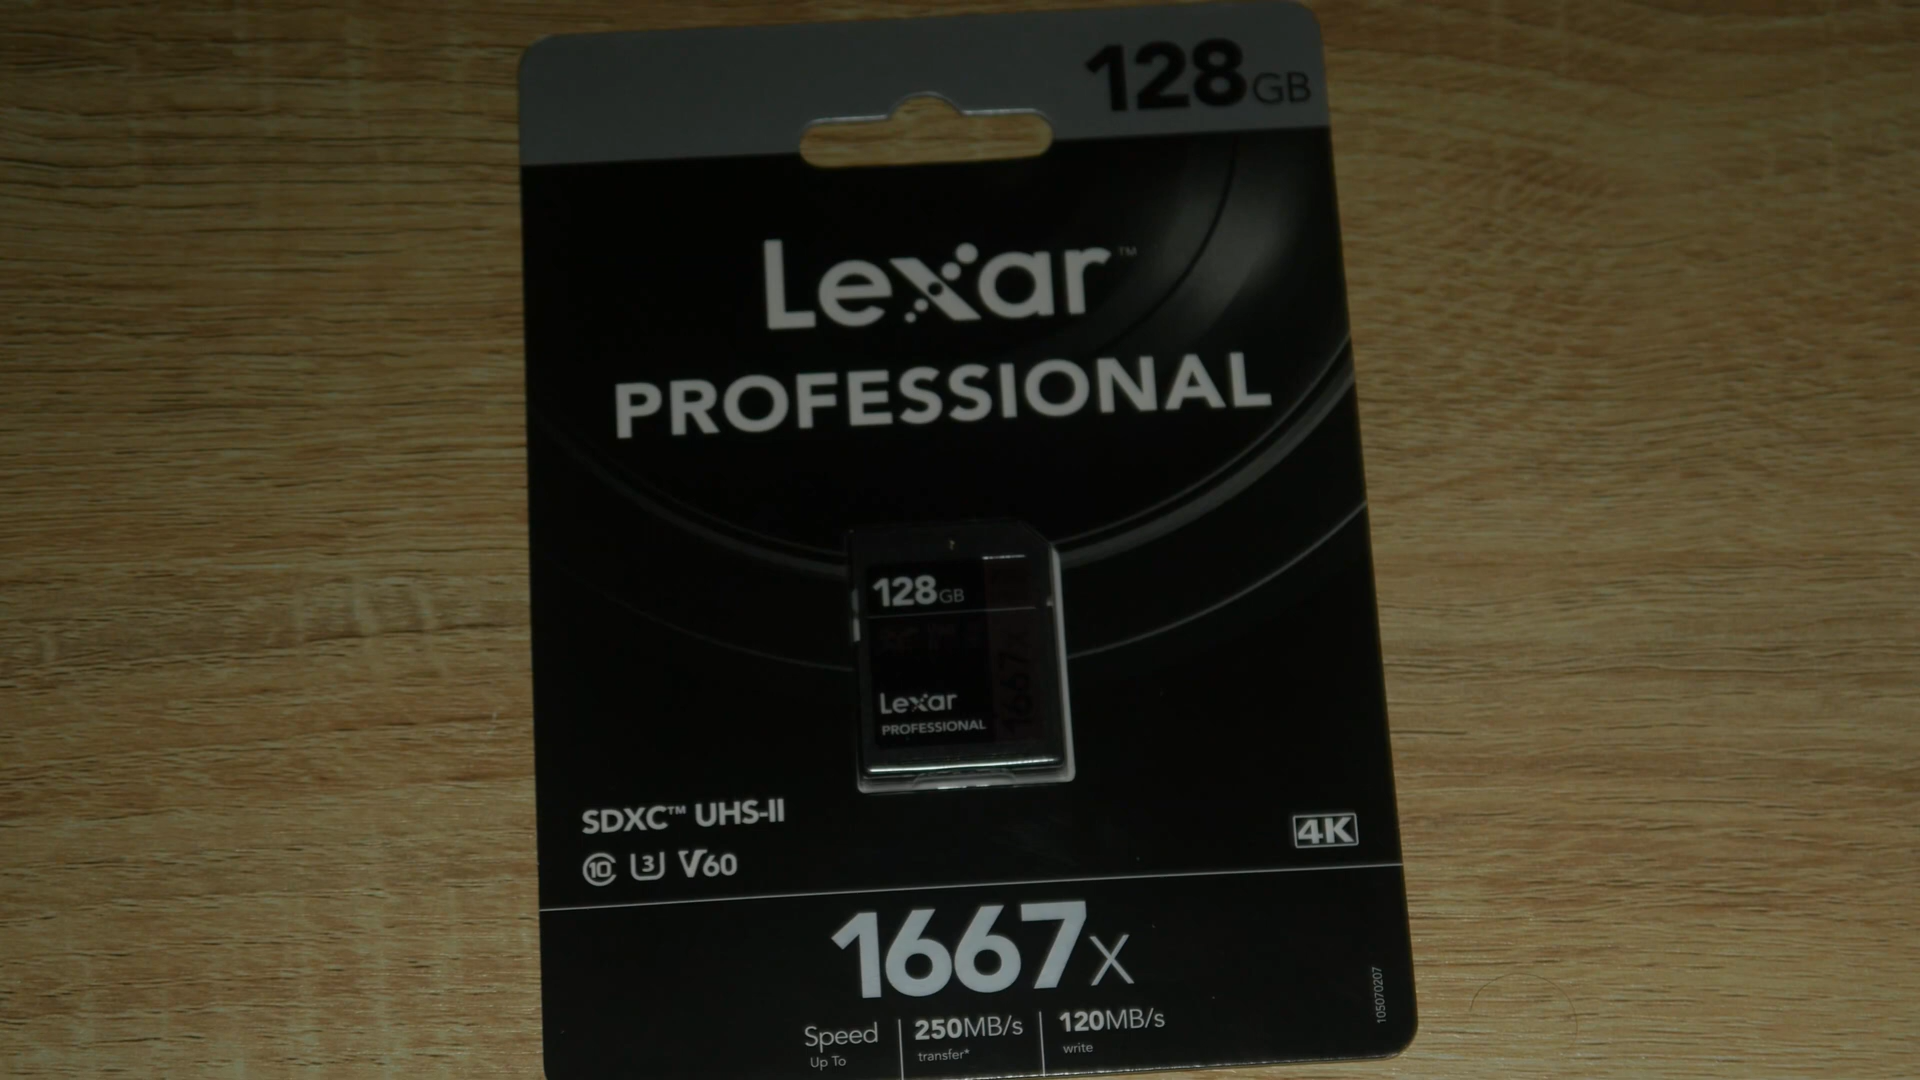 128GB
Lexar™
PROFESSIONAL
128GB
1667x
Lexar
PROFESSIONAL
SDXC™ UHS-II
10 U3 V60
4K
1667x
Speed
Up To
250MB/s
transfer*
120MB/s
write
105070207